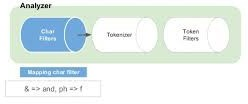 Analyzer
Char
Filters
Tokenizer
Token
Filters
Mapping char filter
& => and, ph => f